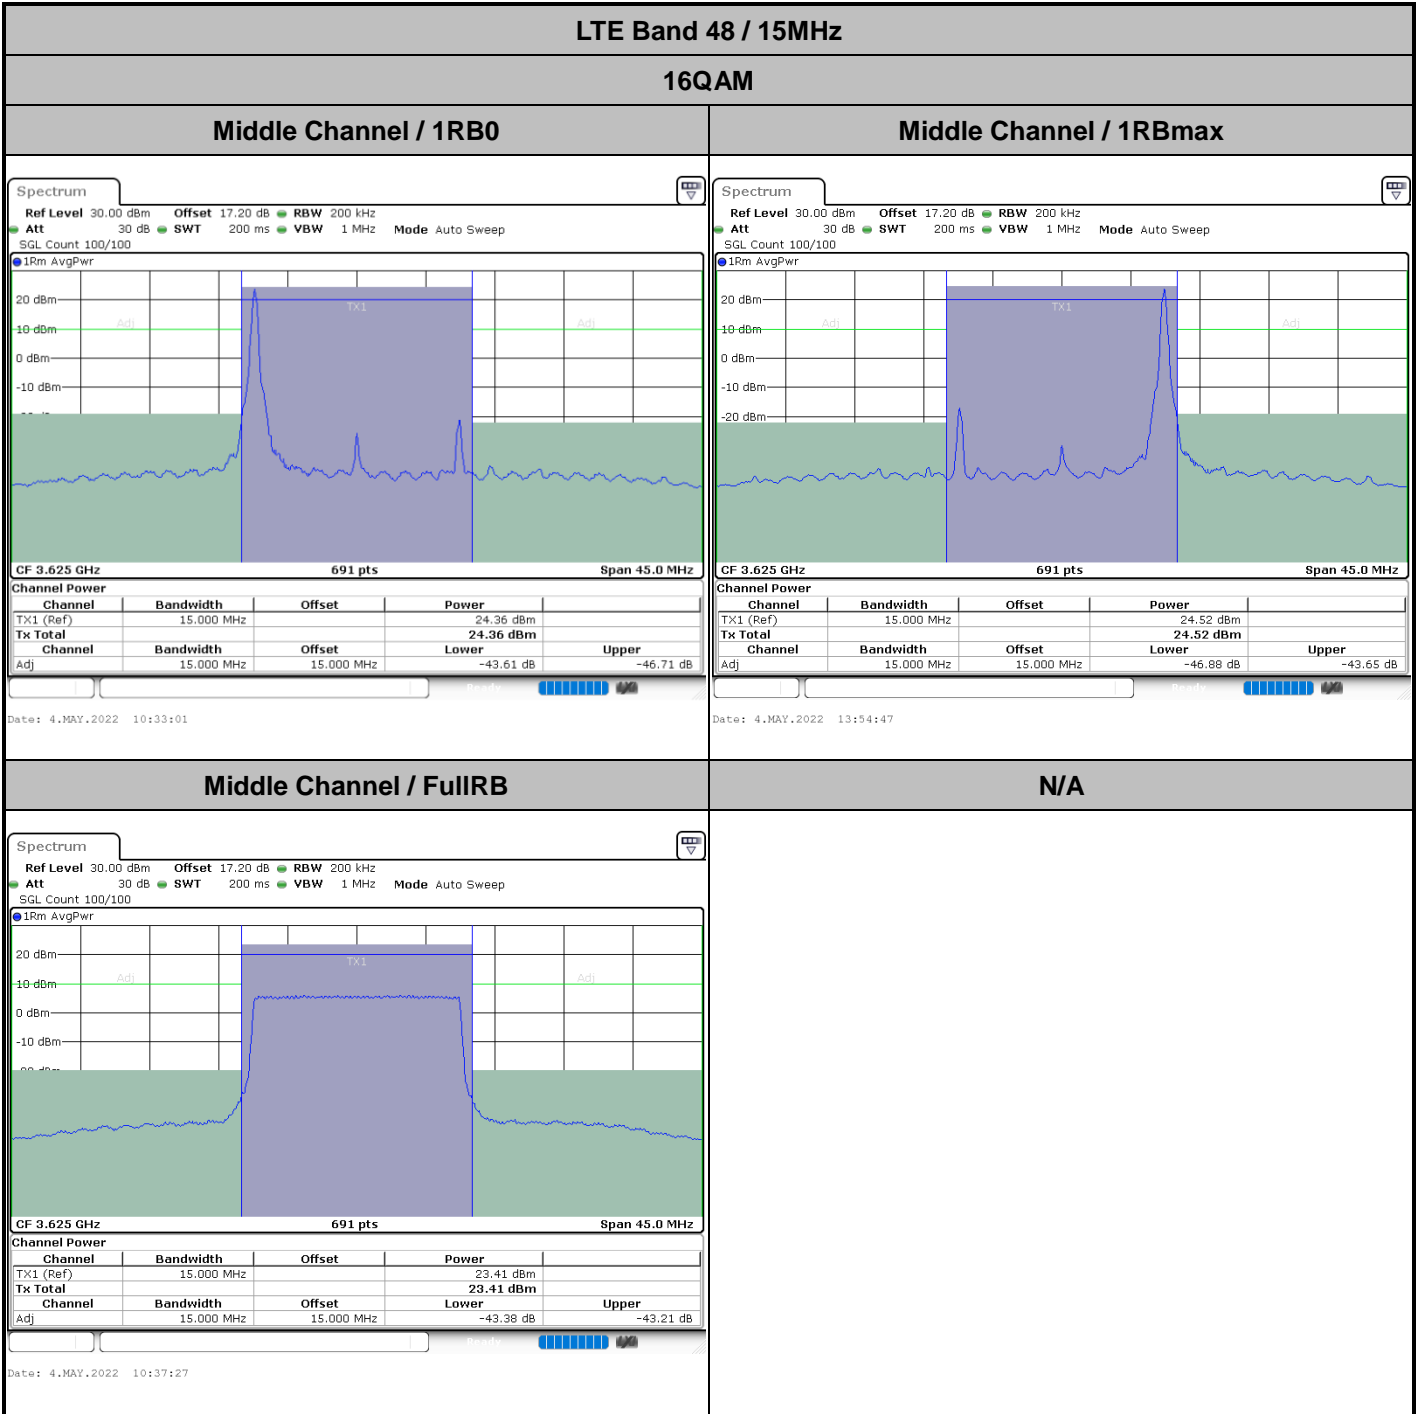 LTE Band 48 / 15MHz
16QAM
Middle Channel / 1RB0
Middle Channel / 1RBmax
Spectrum
Ref Level 30.00 dBm Offset 17.20 dB RBW 200 kHz
Att 30 dB SWT 200 ms VBW 1 MHz Mode Auto Sweep
SGL Count 100/100
1Rm AvgPwr
TX1
Adj
Adj
20 dBm
10 dBm
0 dBm
-10 dBm
CF 3.625 GHz 691 pts Span 45.0 MHz
Channel Power
Channel Bandwidth Offset Power
TX1 (Ref) 15.000 MHz 24.36 dBm
Tx Total 24.36 dBm
Channel Bandwidth Offset Lower Upper
Adj 15.000 MHz 15.000 MHz -43.61 dB -46.71 dB
Ready
Date: 4.MAY.2022 10:33:01
Spectrum
Ref Level 30.00 dBm Offset 17.20 dB RBW 200 kHz
Att 30 dB SWT 200 ms VBW 1 MHz Mode Auto Sweep
SGL Count 100/100
1Rm AvgPwr
TX1
Adj
Adj
20 dBm
10 dBm
0 dBm
-10 dBm
-20 dBm
CF 3.625 GHz 691 pts Span 45.0 MHz
Channel Power
Channel Bandwidth Offset Power
TX1 (Ref) 15.000 MHz 24.52 dBm
Tx Total 24.52 dBm
Channel Bandwidth Offset Lower Upper
Adj 15.000 MHz 15.000 MHz -46.88 dB -43.65 dB
Ready
Date: 4.MAY.2022 13:54:47
Middle Channel / FullRB
N/A
Spectrum
Ref Level 30.00 dBm Offset 17.20 dB RBW 200 kHz
Att 30 dB SWT 200 ms VBW 1 MHz Mode Auto Sweep
SGL Count 100/100
1Rm AvgPwr
TX1
Adj
Adj
20 dBm
10 dBm
0 dBm
-10 dBm
CF 3.625 GHz 691 pts Span 45.0 MHz
Channel Power
Channel Bandwidth Offset Power
TX1 (Ref) 15.000 MHz 23.41 dBm
Tx Total 23.41 dBm
Channel Bandwidth Offset Lower Upper
Adj 15.000 MHz 15.000 MHz -43.38 dB -43.21 dB
Ready
Date: 4.MAY.2022 10:37:27